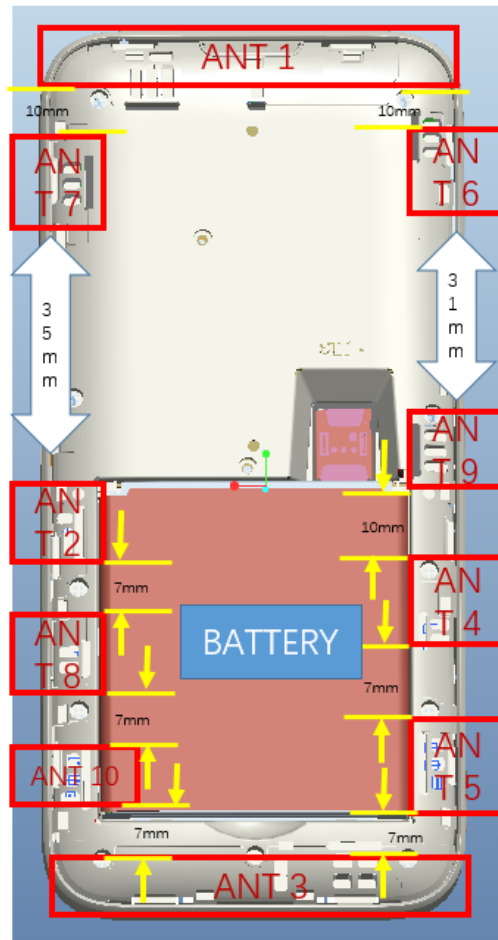 ANT 1
10mm
10mm
AN
T 7
AN
T 6
3
5
m
m
3
1
m
m
AN
T 9
AN
T 2
10mm
7mm
AN
T 4
BATTERY
AN
T 8
7mm
7mm
ANT 10
AN
T 5
7mm
7mm
ANT 3